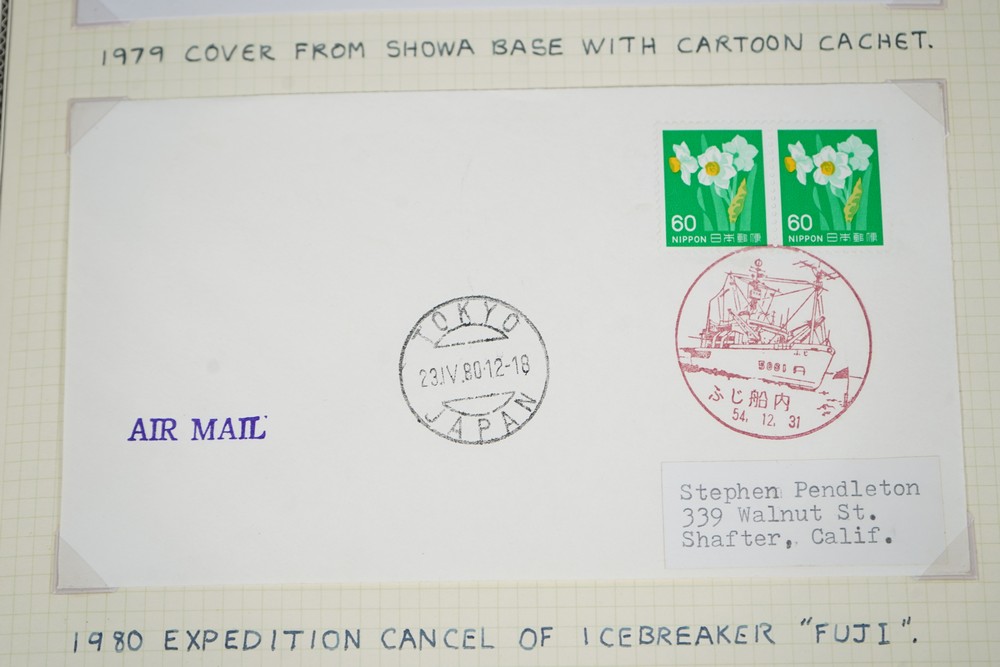 1979 COVER FROM SHOWA BASE WITH CARTOON CACHET.
60
NIPPON 日本郵便
60
NIPPON 日本郵便
TOKYO
23.IV.80.12-18
JAPAN
5001
ふじ船内
54. 12. 31
AIR MAIL
Stephen Pendleton
339 Walnut St.
Shafter, Calif.
1980 EXPEDITION CANCEL OF ICEBREAKER "FUJI".